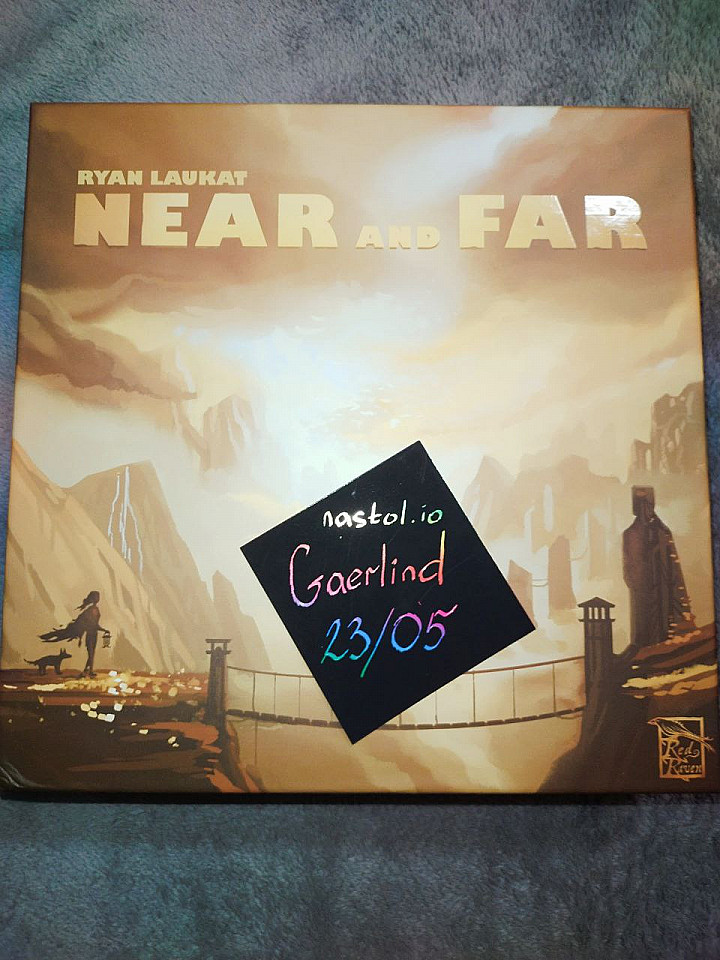 RYAN LAUKAT
NEAR AND FAR
nastol.io
Gaerlind
23/05
Red
Raven